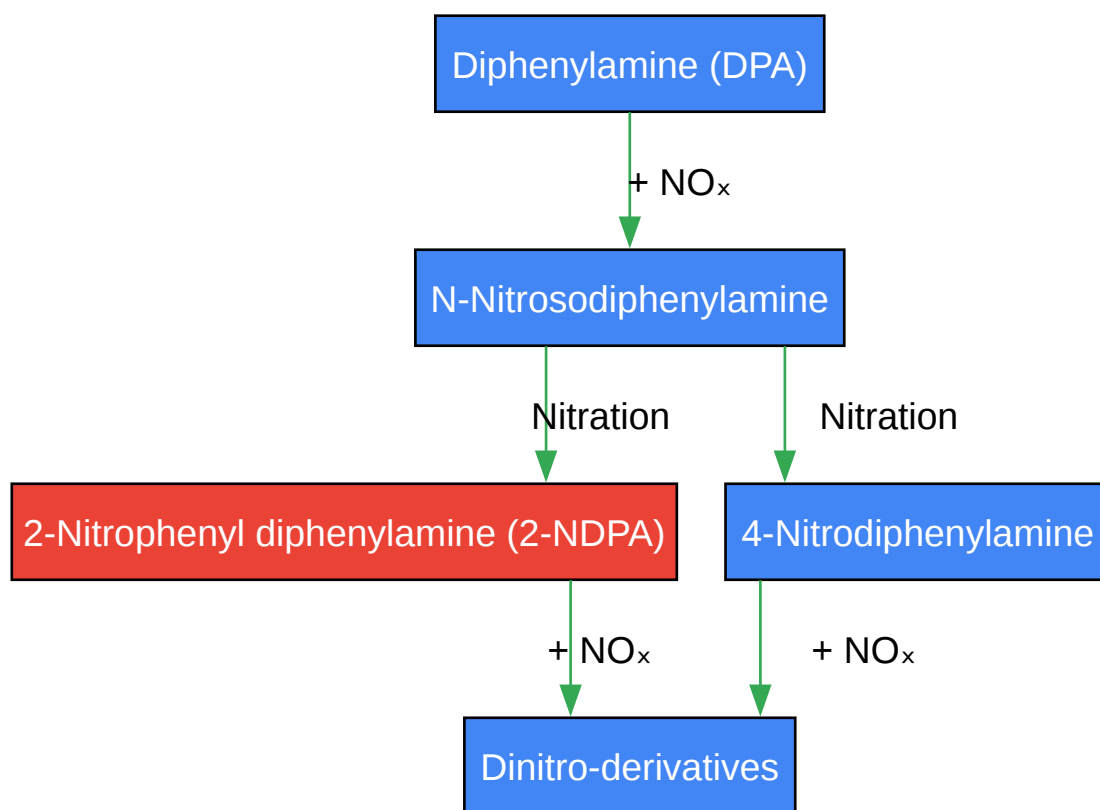 Diphenylamine (DPA)
+ NOₓ
N-Nitrosodiphenylamine
Nitration
Nitration
2-Nitrophenyl diphenylamine (2-NDPA)
4-Nitrodiphenylamine
+ NOₓ
+ NOₓ
Dinitro-derivatives